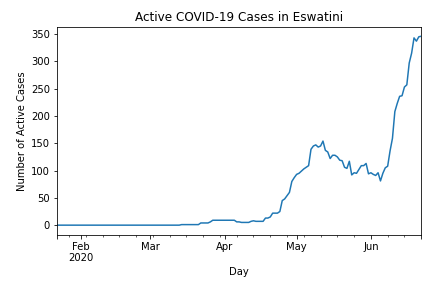 Active COVID-19 Cases in Eswatini
350
300
250
200
150
100
50
0
Number of Active Cases
Feb
2020
Mar
Apr
May
Jun
Day